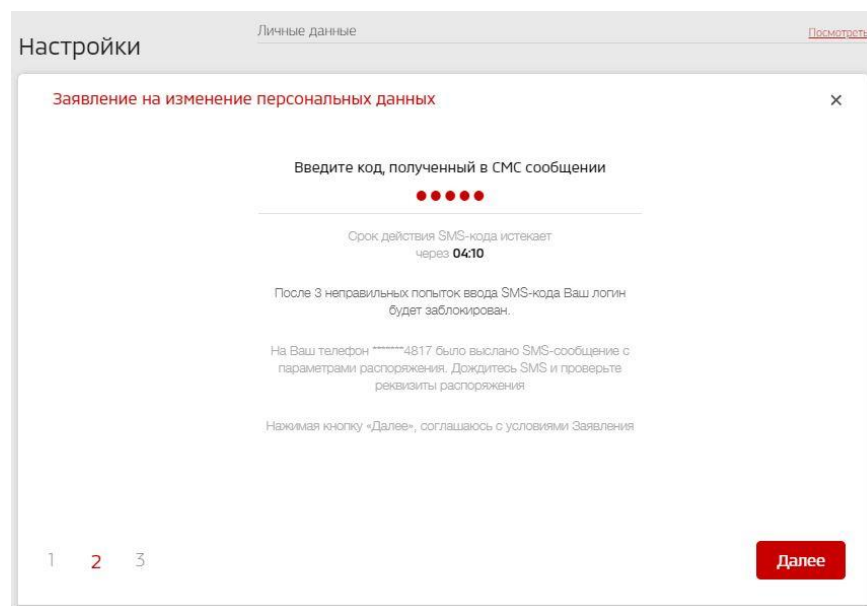 Личные данные
Посмотреть
Настройки
Заявление на изменение персональных данных
×
Введите код, полученный в СМС сообщении
Срок действия SMS-кода истекает
через 04:10
После 3 неправильных попыток ввода SMS-кода Ваш логин
будет заблокирован.
На Ваш телефон *******4817 было выслано SMS-сообщение с
параметрами распоряжения. Дождитесь SMS и проверьте
реквизиты распоряжения
Нажимая кнопку «Далее», соглашаюсь с условиями Заявления
1 2 3
Далее